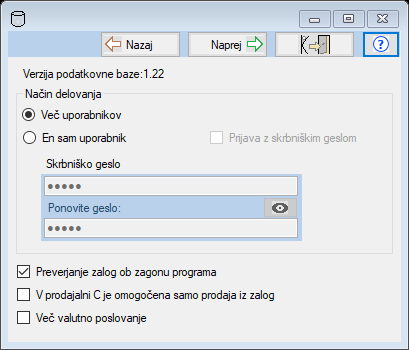 Nazaj
Naprej
Verzija podatkovne baze:1.22
Način delovanja
Več uporabnikov
En sam uporabnik
Prijava z skrbniškim geslom
Skrbniško geslo
Ponovite geslo:
Preverjanje zalog ob zagonu programa
V prodajalni C je omogočena samo prodaja iz zalog
Več valutno poslovanje